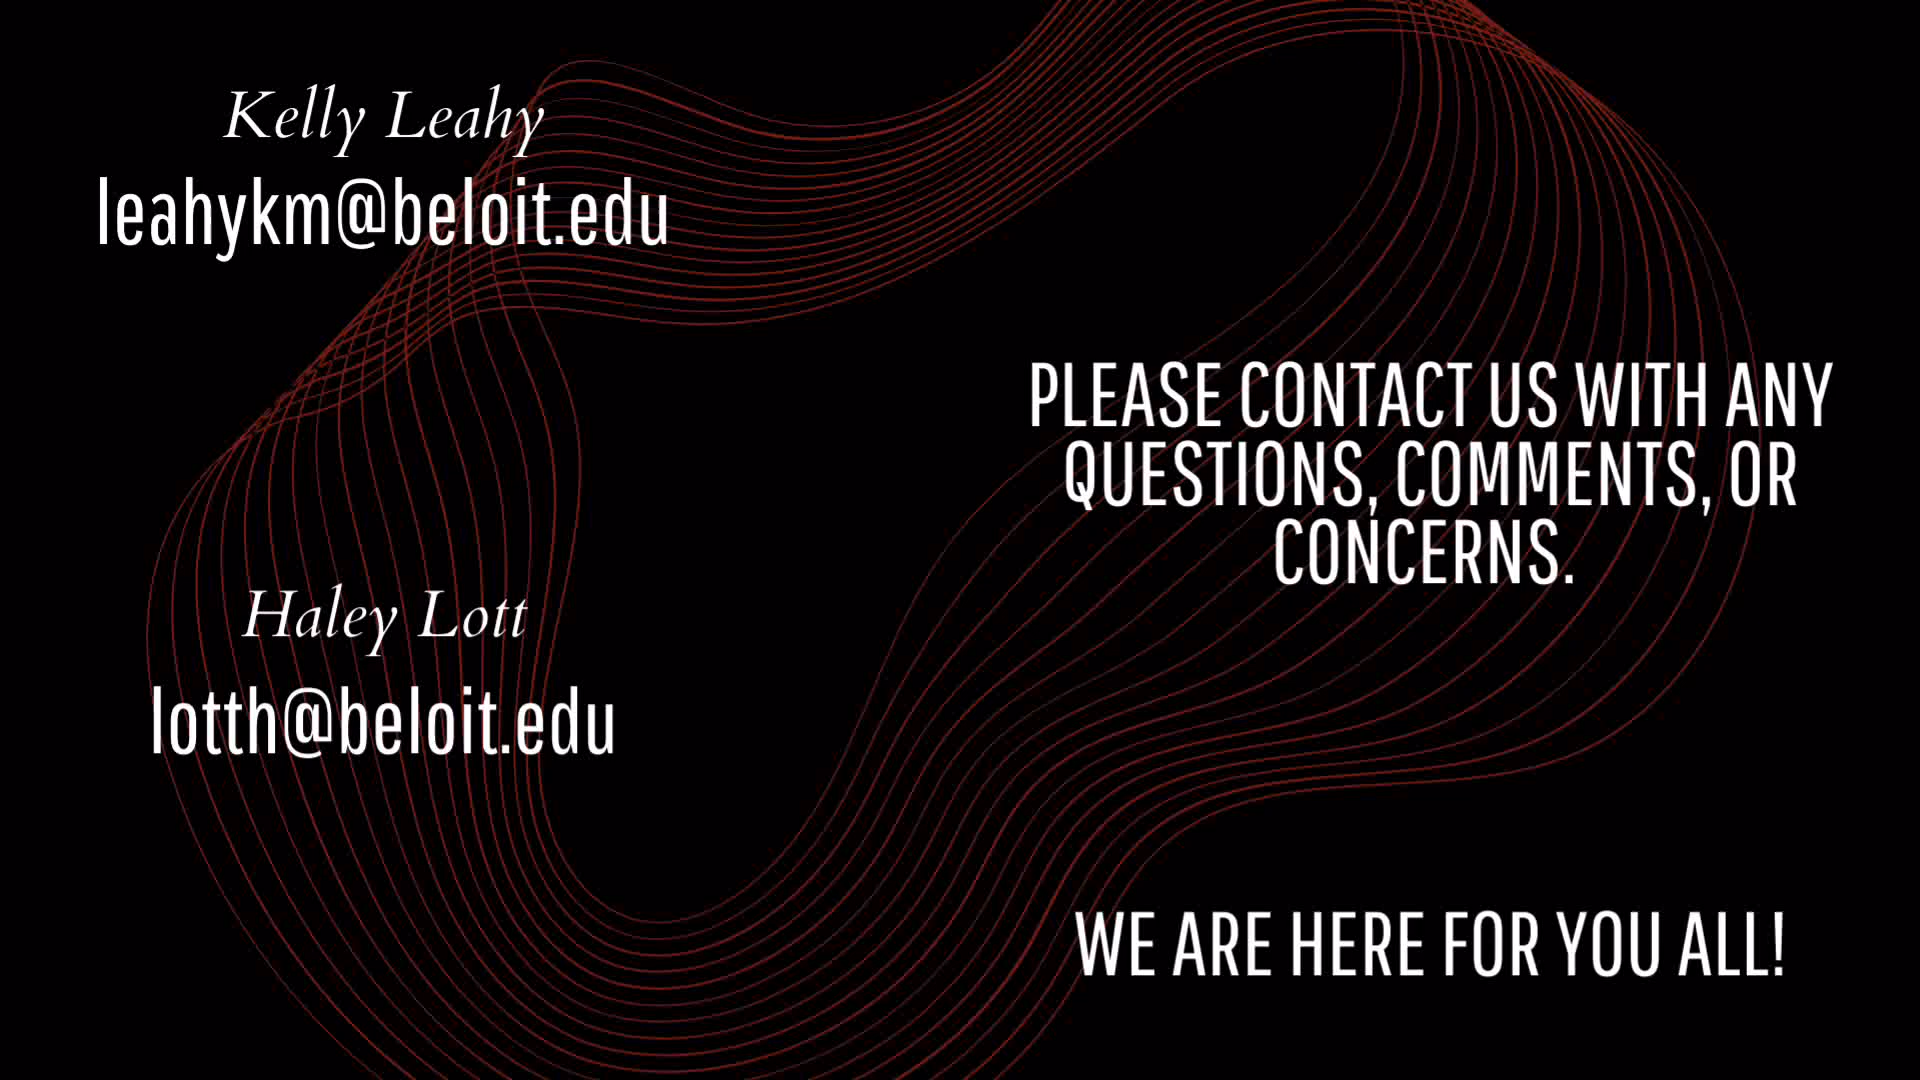 Kelly Leahy
leahykm@beloit.edu
Haley Lott
lotth@beloit.edu
PLEASE CONTACT US WITH ANY
QUESTIONS, COMMENTS, OR
CONCERNS.
WE ARE HERE FOR YOU ALL!